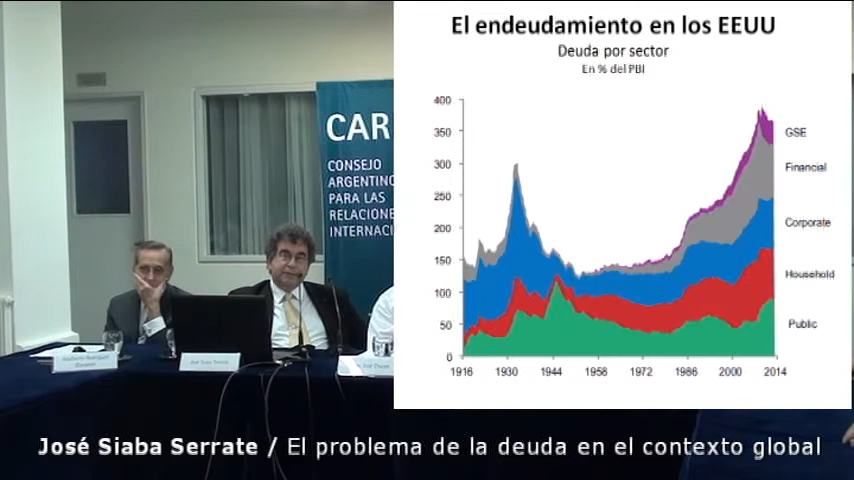 El endeudamiento en los EEUU
Deuda por sector
En % del PBI
400
350
300
250
200
150
100
50
0
1916
1930
1944
1958
1972
1986
2000
2014
GSE
Financial
Corporate
Household
Public
CAR
CONSEJO
ARGENTINO
PARA LAS
RELACIONE
INTERNACI
José Siaba Serrate / El problema de la deuda en el contexto global